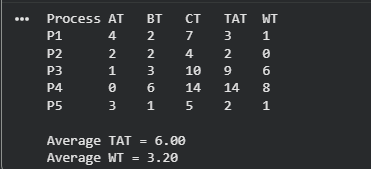 Process AT BT CT TAT WT
P1 4 2 7 3 1
P2 2 2 4 2 0
P3 1 3 10 9 6
P4 0 6 14 14 8
P5 3 1 5 2 1
Average TAT = 6.00
Average WT = 3.20